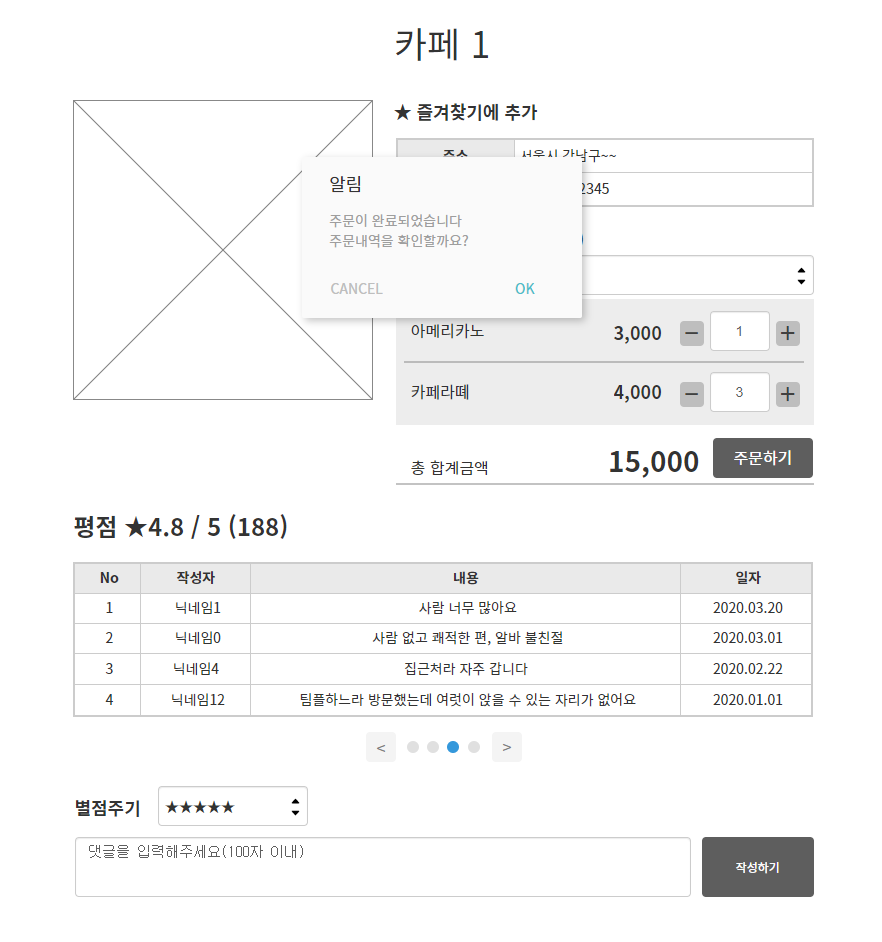 카페 1
★ 즐겨찾기에 추가
주소 서울시 강남구~~
2345
알림
주문이 완료되었습니다
주문내역을 확인할까요?
CANCEL OK
아메리카노 3,000 − 1 +
카페라떼 4,000 − 3 +
총 합계금액 15,000 주문하기
평점 ★4.8 / 5 (188)
No 작성자 내용 일자
1 닉네임1 사람 너무 많아요 2020.03.20
2 닉네임0 사람 없고 쾌적한 편, 알바 불친절 2020.03.01
3 닉네임4 집근처라 자주 갑니다 2020.02.22
4 닉네임12 팀플하느라 방문했는데 여럿이 앉을 수 있는 자리가 없어요 2020.01.01
< >
별점주기 ★★★★★
댓글을 입력해주세요(100자 이내)
작성하기